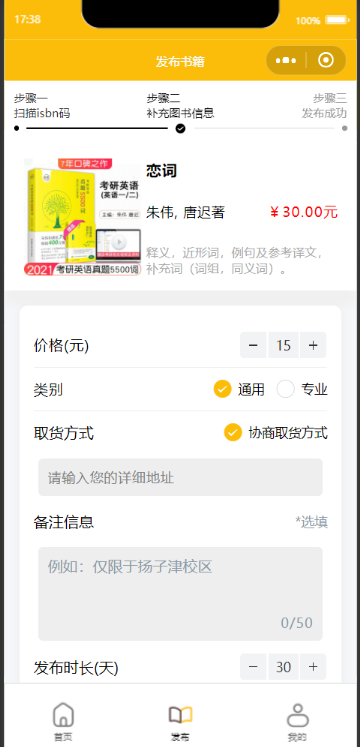 17:38
100%
发布书籍
步骤一
扫描isbn码
步骤二
补充图书信息
步骤三
发布成功
7年口碑之作
考研英语
(英语一/二)
2021 考研英语真题5500词
恋词
朱伟, 唐迟著
¥30.00元
释义，近形词，例句及参考译文，
补充词（词组，同义词）。
价格(元)
- 15 +
类别
通用
专业
取货方式
协商取货方式
请输入您的详细地址
备注信息
*选填
例如：仅限于扬子津校区
0/50
发布时长(天)
- 30 +
首页
发布
我的